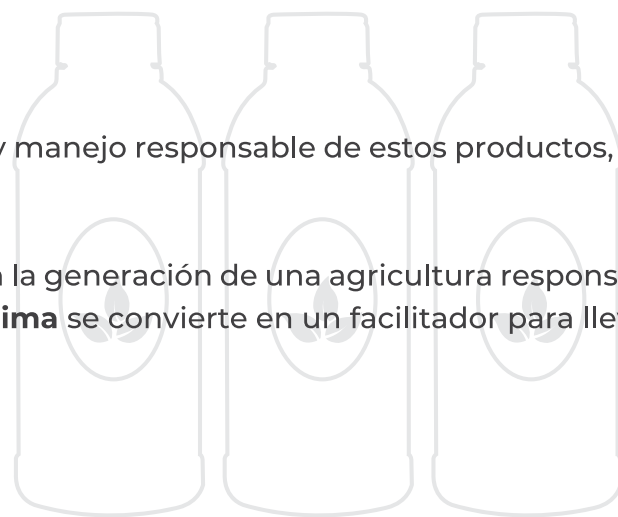 y manejo responsable de estos productos,
la generación de una agricultura respons
ima se convierte en un facilitador para lle